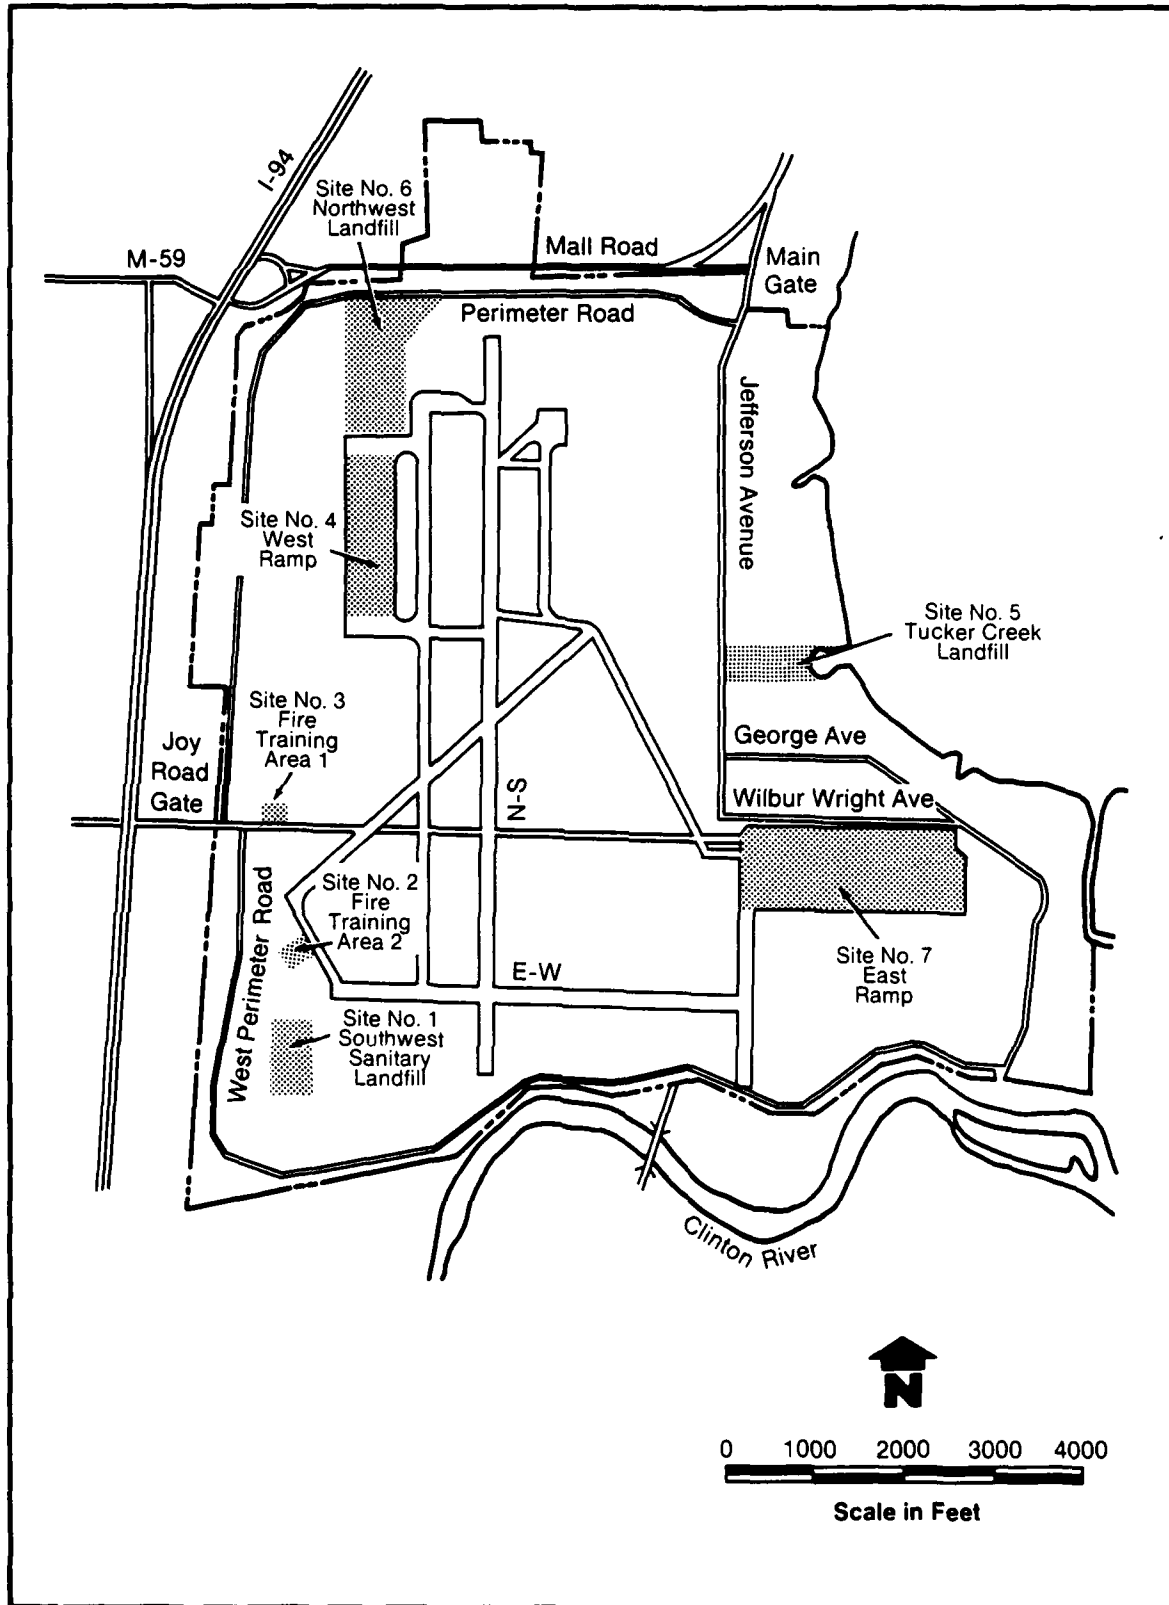 I-94
Site No. 6
Northwest
Landfill
M-59
Mall Road
Main
Gate
Perimeter Road
Jefferson Avenue
Site No. 4
West
Ramp
Site No. 5
Tucker Creek
Landfill
Site No. 3
Fire
Training
Area 1
Joy
Road
Gate
George Ave
N-S
Wilbur Wright Ave
West Perimeter Road
Site No. 2
Fire
Training
Area 2
Site No. 7
East
Ramp
E-W
Site No. 1
Southwest
Sanitary
Landfill
Clinton River
N
0 1000 2000 3000 4000
Scale in Feet